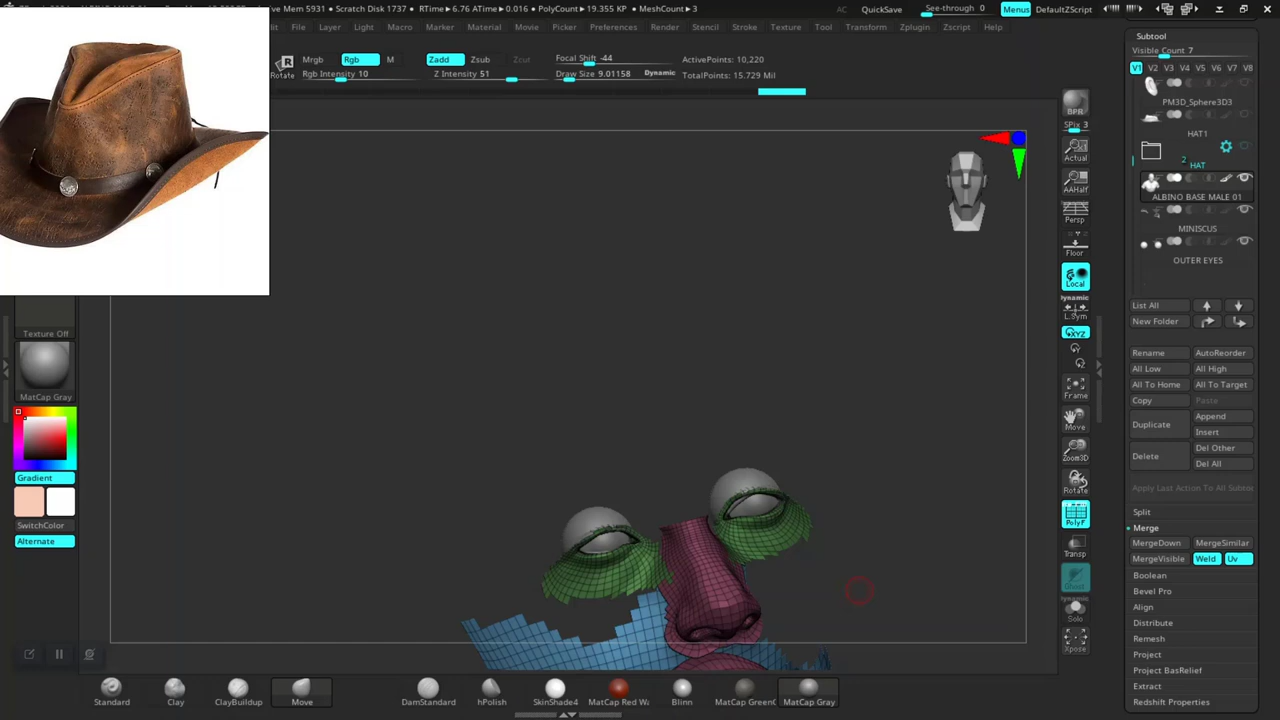 ve Mem 5931 • Scratch Disk 1737 • RTime▸6.76 ATime▸0.016 • PolyCount▸19.355 KP • MeshCount▸3
AC QuickSave See-through 0 Menus DefaultZScript
dit File Layer Light Macro Marker Material Movie Picker Preferences Render Stencil Stroke Texture Tool Transform Zplugin Zscript Help
Rotate
Mrgb Rgb M
Rgb Intensity 10
Zadd Zsub Zcur
Z Intensity 51
Focal Shift -44
Draw Size 9.01158 Dynamic
ActivePoints: 10,220
TotalPoints: 15.729 Mil
Texture Off
MatCap Gray
Gradient
SwitchColor
Alternate
BPR
SPix 3
Actual
AAHalf
Persp
Floor
Local
Dynamic
L.Sym
XYZ
Frame
Move
Zoom3D
Rotate
PolyF
Transp
Ghost
Dynamic
Solo
Xpose
Subtool
Visible Count 7
V1 V2 V3 V4 V5 V6 V7 V8
PM3D_Sphere3D3
HAT1
2 HAT
ALBINO BASE MALE 01
MINISCUS
OUTER EYES
List All
New Folder
Rename AutoReorder
All Low All High
All To Home All To Target
Copy Paste
Duplicate Append
Insert
Delete Del Other
Del All
Apply Last Action To All Subtoo
Split
Merge
MergeDown MergeSimilar
MergeVisible Weld Uv
Boolean
Bevel Pro
Align
Distribute
Remesh
Project
Project BasRelief
Extract
Redshift Properties
Standard Clay ClayBuildup Move DamStandard hPolish SkinShade4 MatCap Red Wa Blinn MatCap GreenC MatCap Gray